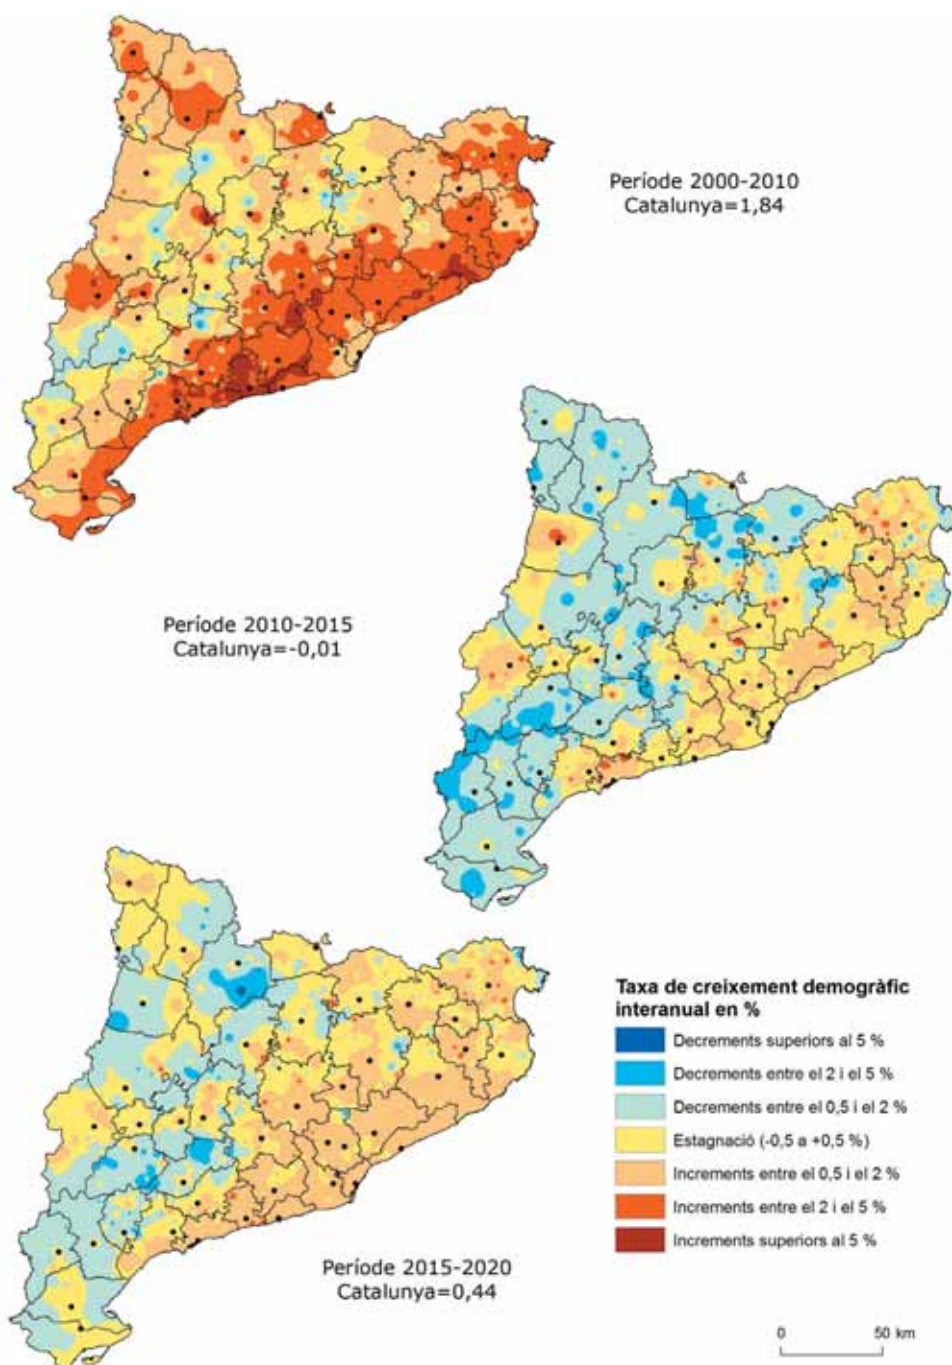 Període 2000-2010
Catalunya=1,84
Període 2010-2015
Catalunya=-0,01
Període 2015-2020
Catalunya=0,44
Taxa de creixement demogràfic
interanual en %
Decrements superiors al 5 %
Decrements entre el 2 i el 5 %
Decrements entre el 0,5 i el 2 %
Estagnació (-0,5 a +0,5 %)
Increments entre el 0,5 i el 2 %
Increments entre el 2 i el 5 %
Increments superiors al 5 %
0 50 km